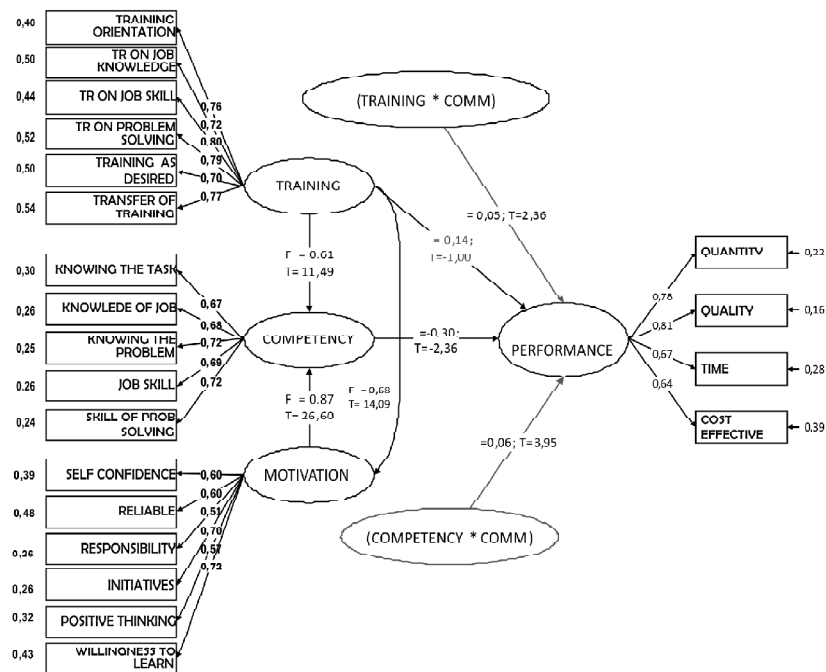 0,40
TRAINING
ORIENTATION
0,50
TR ON JOB
KNOWLEDGE
0,44
TR ON JOB SKILL
0,52
TR ON PROBLEM
SOLVING
0,50
TRAINING AS
DESIRED
0,54
TRANSFER OF
TRAINING
0,76
0,72
0,80
0,79
0,70
0,77
TRAINING
(TRAINING * COMM)
= 0,05; T=2,36
= 0,14;
T=-1,00
F = 0.61
T= 11,49
0,30
KNOWING THE TASK
0,26
KNOWLEDE OF JOB
0,25
KNOWING THE
PROBLEM
0,26
JOB SKILL
0,24
SKILL OF PROB
SOLVING
0,67
0,68
0,72
0,69
0,72
COMPETENCY
=-0,30;
T=-2,36
PERFORMANCE
0,78
0,81
0,67
0,64
QUANTITY
0,22
QUALITY
0,16
TIME
0,28
COST
EFFECTIVE
0,39
F = 0.87
T= 26,60
F = 0,68
T= 14,09
=0,06; T=3,95
0,39
SELF CONFIDENCE
0,48
RELIABLE
RESPONSIBILITY
0,26
INITIATIVES
0,32
POSITIVE THINKING
0,43
WILLINGNESS TO
LEARN
0,60
0,60
0,51
0,70
0,57
0,72
MOTIVATION
(COMPETENCY * COMM)